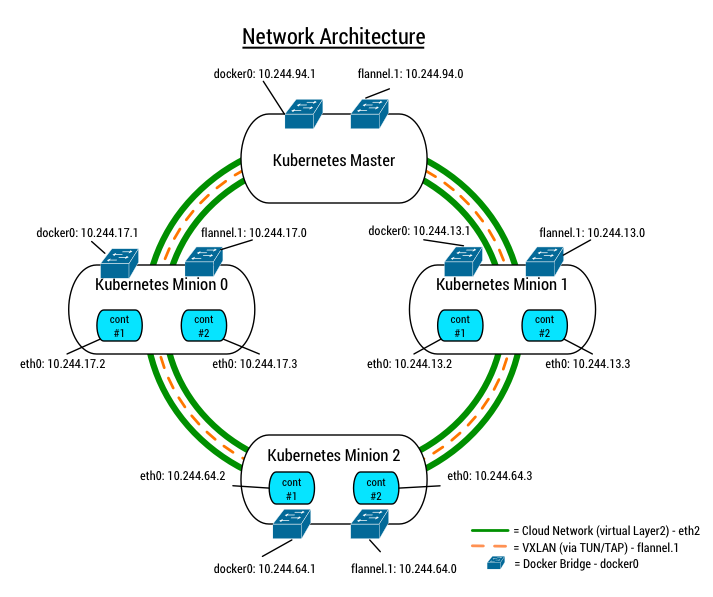 Network Architecture
docker0: 10.244.94.1
flannel.1: 10.244.94.0
Kubernetes Master
docker0: 10.244.17.1
flannel.1: 10.244.17.0
docker0: 10.244.13.1
flannel.1: 10.244.13.0
Kubernetes Minion 0
Kubernetes Minion 1
cont
#1
cont
#2
cont
#1
cont
#2
eth0: 10.244.17.2
eth0: 10.244.17.3
eth0: 10.244.13.2
eth0: 10.244.13.3
Kubernetes Minion 2
eth0: 10.244.64.2
eth0: 10.244.64.3
cont
#1
cont
#2
docker0: 10.244.64.1
flannel.1: 10.244.64.0
= Cloud Network (virtual Layer2) - eth2
= VXLAN (via TUN/TAP) - flannel.1
= Docker Bridge - docker0